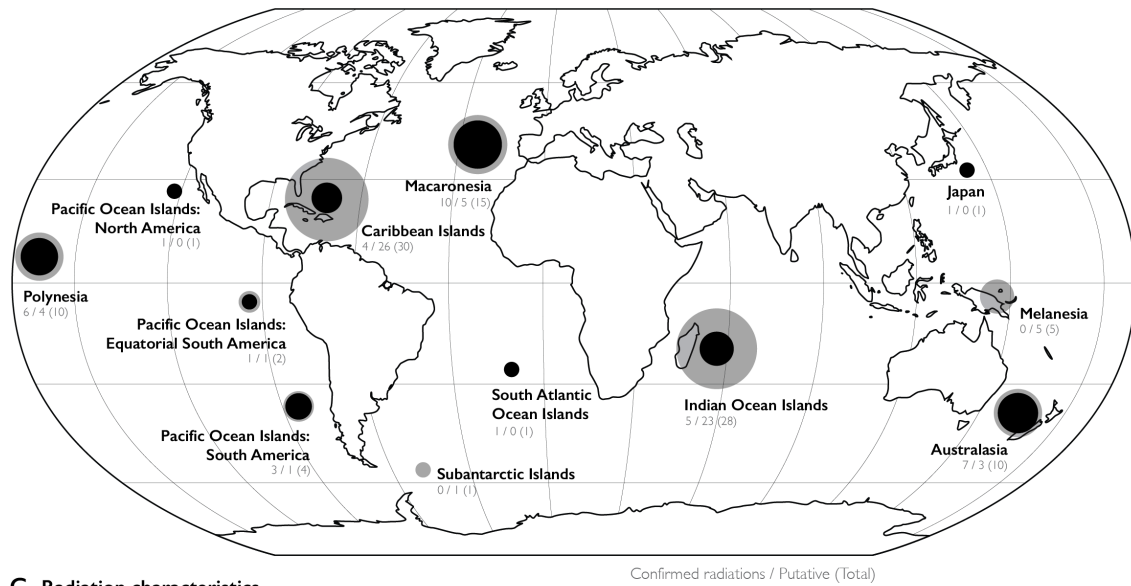 Macaronesia
10 / 5 (15)
Japan
1 / 0 (1)
Pacific Ocean Islands:
North America
1 / 0 (1)
Caribbean Islands
4 / 26 (30)
Polynesia
6 / 4 (10)
Melanesia
0 / 5 (5)
Pacific Ocean Islands:
Equatorial South America
1 / 1 (2)
South Atlantic
Ocean Islands
1 / 0 (1)
Indian Ocean Islands
5 / 23 (28)
Pacific Ocean Islands:
South America
3 / 1 (4)
Australasia
7 / 3 (10)
Subantarctic Islands
0 / 1 (1)
Confirmed radiations / Putative (Total)
C Radiation characteristics